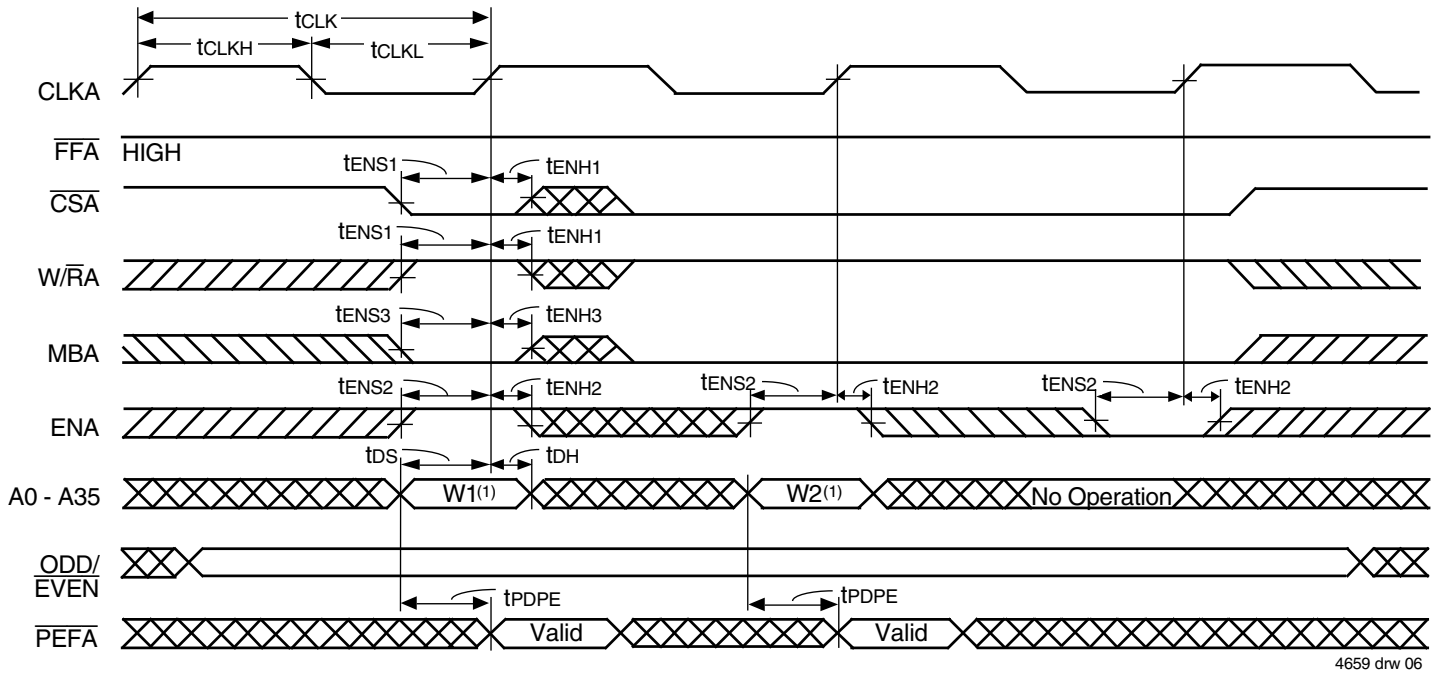 tCLK
tCLKH tCLKL
CLKA
FFA HIGH
tENS1 tENH1
CSA
tENS1 tENH1
W/RA
tENS3 tENH3
MBA
tENS2 tENH2 tENS2 tENH2 tENS2 tENH2
ENA
tDS tDH
A0 - A35 W1(1) W2(1) No Operation
ODD/
EVEN
tPDPE tPDPE
PEFA Valid Valid
4659 drw 06